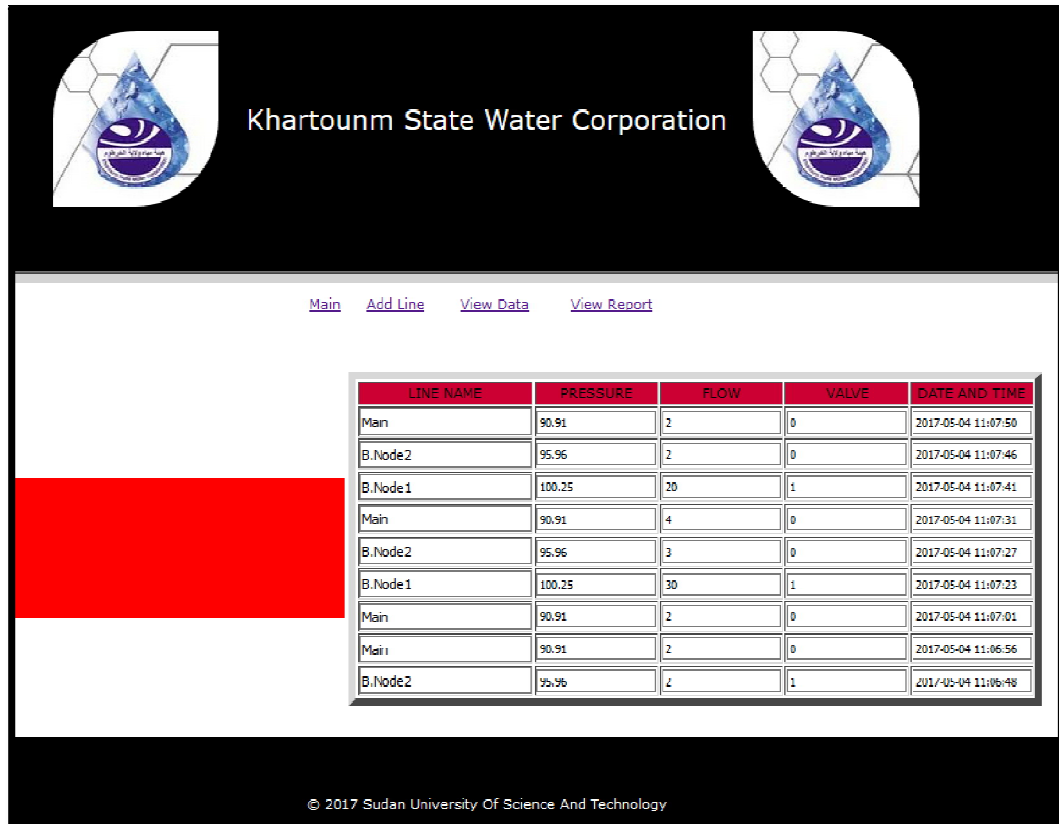 Khartounm State Water Corporation
Main Add Line View Data View Report
LINE NAME PRESSURE FLOW VALVE DATE AND TIME
Main 90.91 2 0 2017-05-04 11:07:50
B.Node2 95.96 2 0 2017-05-04 11:07:46
B.Node1 100.25 20 1 2017-05-04 11:07:41
Main 90.91 4 0 2017-05-04 11:07:31
B.Node2 95.96 3 0 2017-05-04 11:07:27
B.Node1 100.25 30 1 2017-05-04 11:07:23
Main 90.91 2 0 2017-05-04 11:07:01
Main 90.91 2 0 2017-05-04 11:06:56
B.Node2 95.96 2 1 2017-05-04 11:06:48
© 2017 Sudan University Of Science And Technology